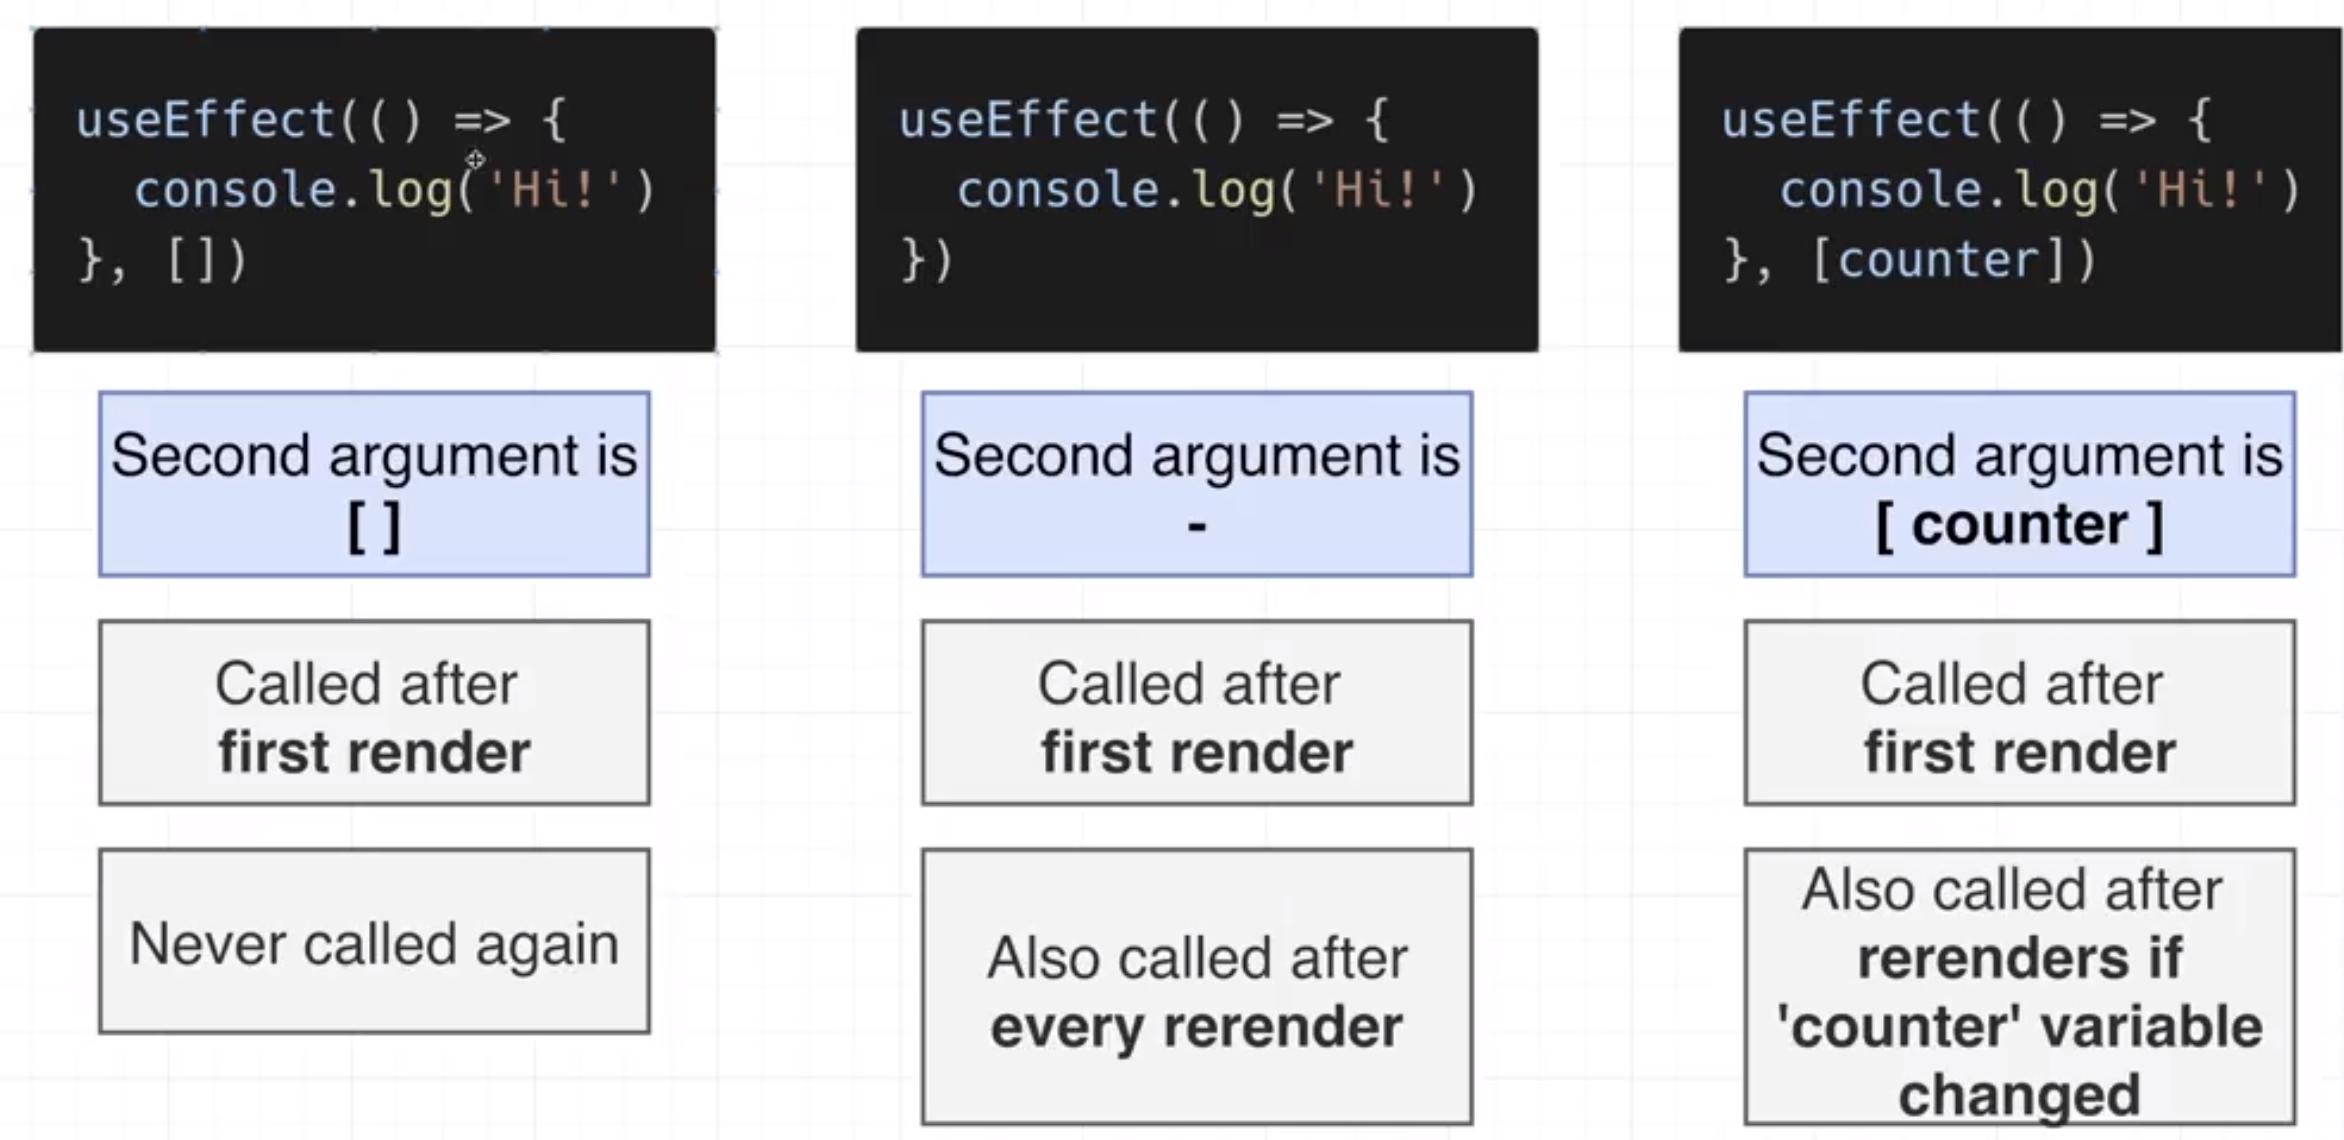 useEffect(() => {
  console.log('Hi!')
}, [])
Second argument is
[ ]
Called after
first render
Never called again
useEffect(() => {
  console.log('Hi!')
})
Second argument is
-
Called after
first render
Also called after
every rerender
useEffect(() => {
  console.log('Hi!')
}, [counter])
Second argument is
[ counter ]
Called after
first render
Also called after
rerenders if
'counter' variable
changed